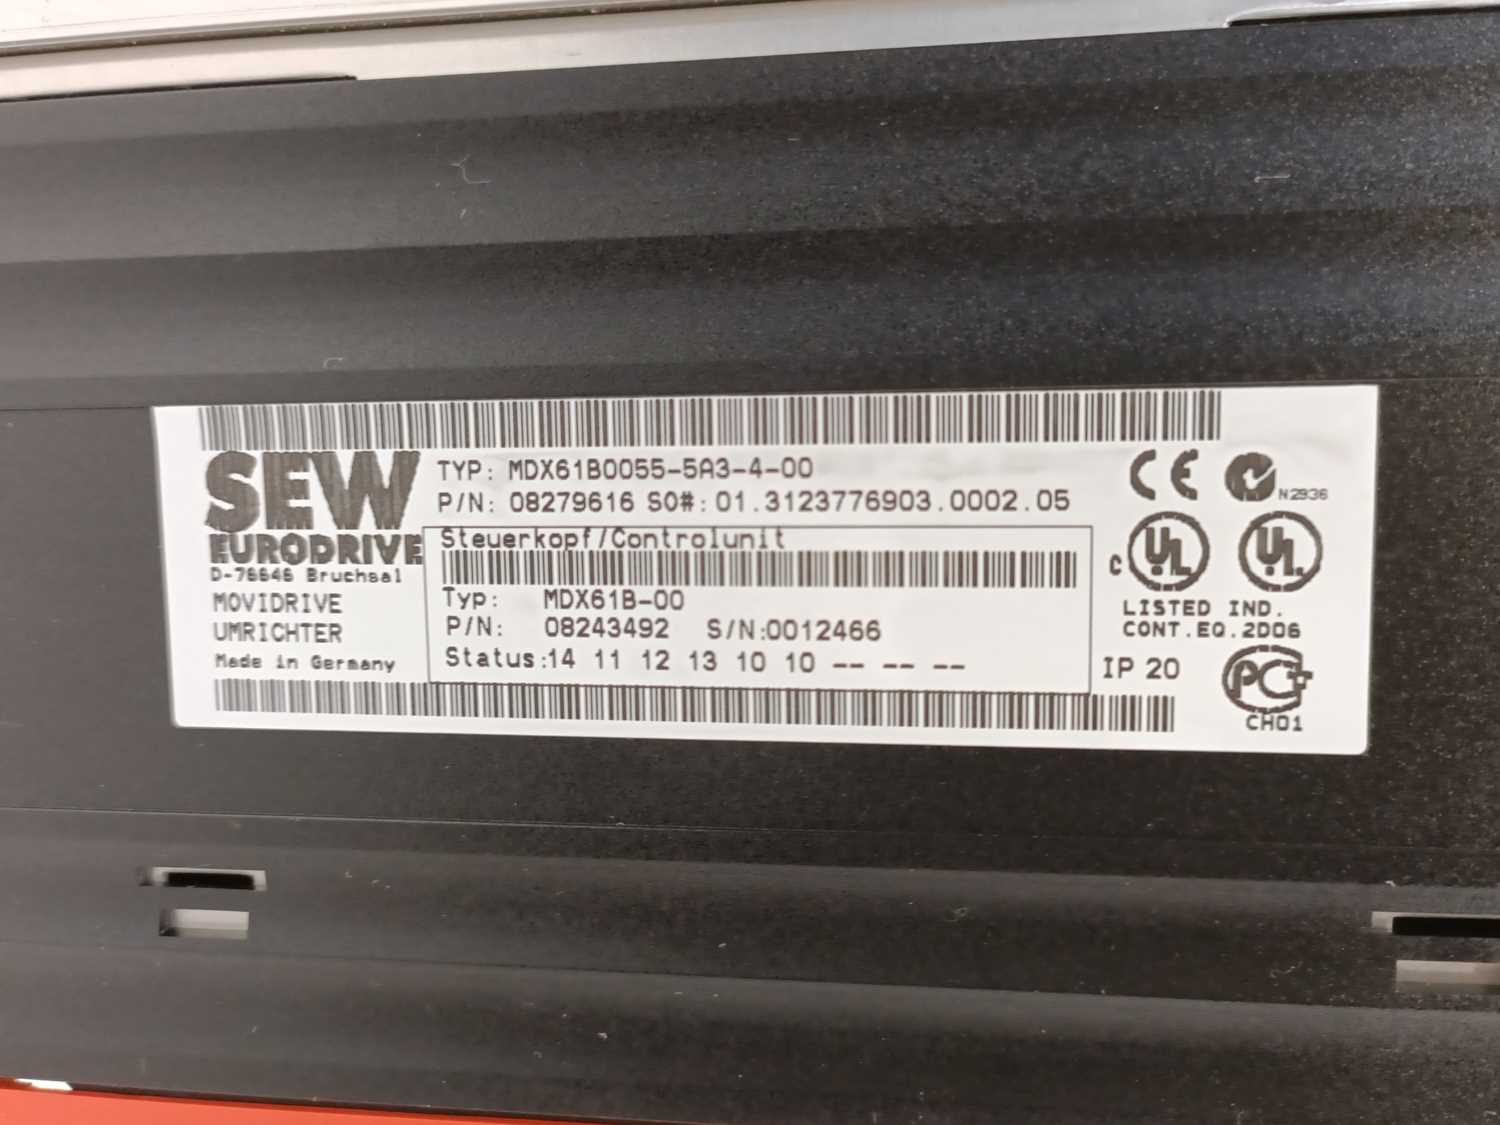 SEW
EURODRIVE
D-76646 Bruchsal
MOVIDRIVE
UMRICHTER
Made in Germany
TYP: MDX61B0055-5A3-4-00
P/N: 08279616 SO#: 01.3123776903.0002.05
Steuerkopf/Controlunit
Typ: MDX61B-00
P/N: 08243492 S/N:0012466
Status:14 11 12 13 10 10 -- -- --
CE
N2936
c UL UL
LISTED IND.
CONT.EQ.2D06
IP 20
PCT
CH01